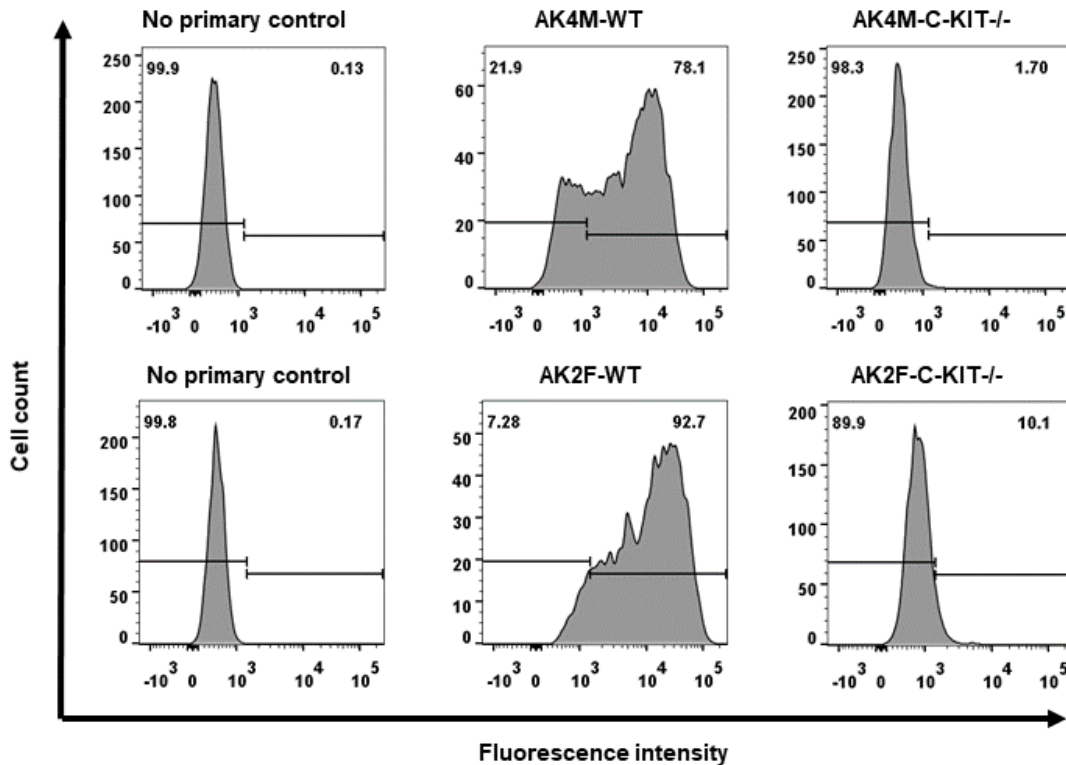 No primary control
AK4M-WT
AK4M-C-KIT-/-
99.9 0.13
250
200
150
100
50
0
-10 3 0 10 3 10 4 10 5
21.9 78.1
60
40
20
0
-10 3 0 10 3 10 4 10 5
98.3 1.70
250
200
150
100
50
0
-10 3 0 10 3 10 4 10 5
No primary control
AK2F-WT
AK2F-C-KIT-/-
99.8 0.17
200
150
100
50
0
-10 3 0 10 3 10 4 10 5
7.28 92.7
50
40
30
20
10
0
-10 3 0 10 3 10 4 10 5
89.9 10.1
200
150
100
50
0
-10 3 0 10 3 10 4 10 5
Cell count
Fluorescence intensity